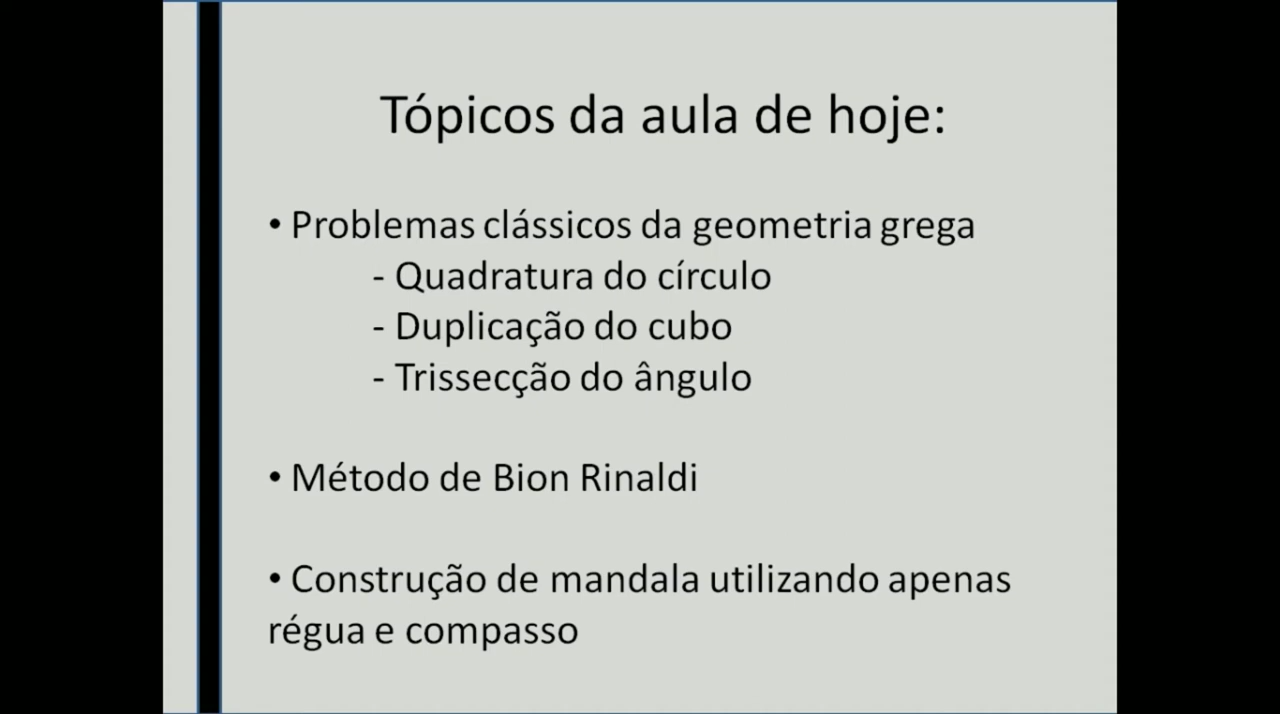 Tópicos da aula de hoje:
• Problemas clássicos da geometria grega
- Quadratura do círculo
- Duplicação do cubo
- Trissecção do ângulo
• Método de Bion Rinaldi
• Construção de mandala utilizando apenas
régua e compasso